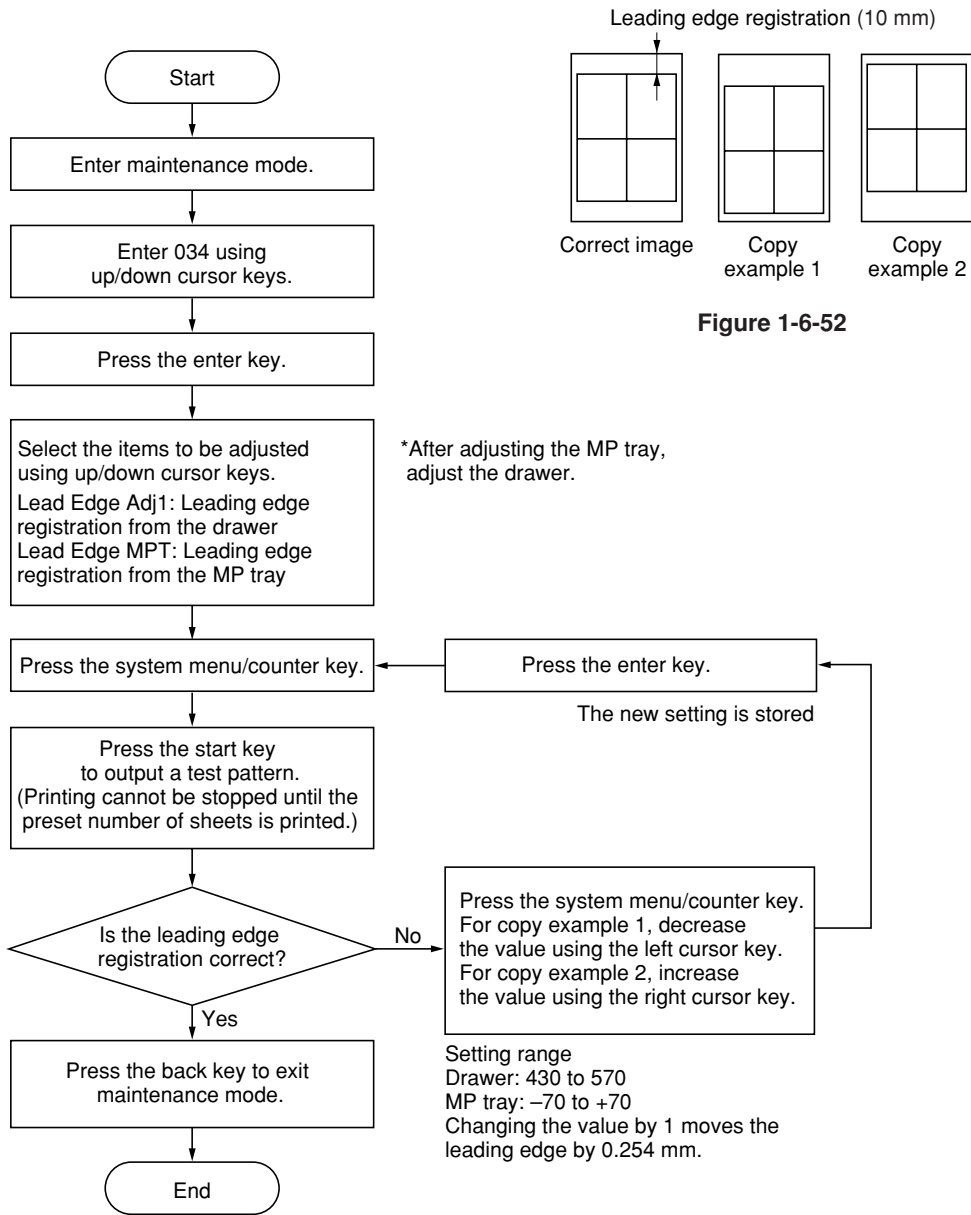 Start
Enter maintenance mode.
Enter 034 using
up/down cursor keys.
Press the enter key.
Select the items to be adjusted
using up/down cursor keys.
Lead Edge Adj1: Leading edge
registration from the drawer
Lead Edge MPT: Leading edge
registration from the MP tray
*After adjusting the MP tray,
adjust the drawer.
Press the system menu/counter key.
Press the start key
to output a test pattern.
(Printing cannot be stopped until the
preset number of sheets is printed.)
Is the leading edge
registration correct?
No
Yes
Press the system menu/counter key.
For copy example 1, decrease
the value using the left cursor key.
For copy example 2, increase
the value using the right cursor key.
Setting range
Drawer: 430 to 570
MP tray: –70 to +70
Changing the value by 1 moves the
leading edge by 0.254 mm.
Press the enter key.
The new setting is stored
Press the back key to exit
maintenance mode.
End
Leading edge registration (10 mm)
Correct image
Copy
example 1
Copy
example 2
Figure 1-6-52